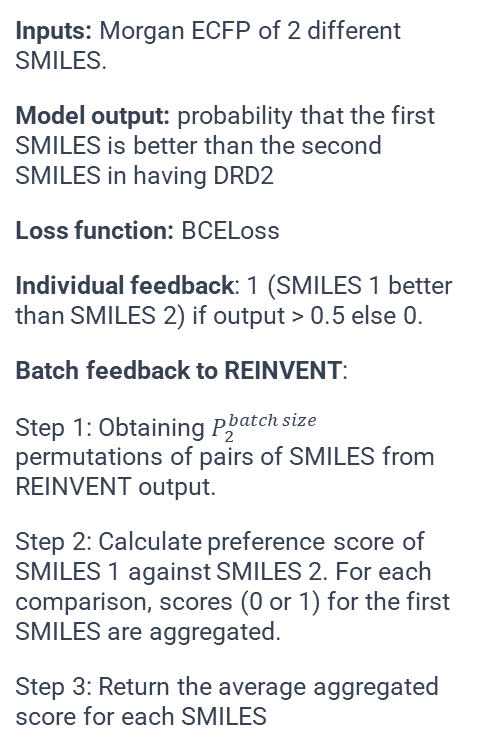 Inputs: Morgan ECFP of 2 different
SMILES.
Model output: probability that the first
SMILES is better than the second
SMILES in having DRD2
Loss function: BCELoss
Individual feedback: 1 (SMILES 1 better
than SMILES 2) if output > 0.5 else 0.
Batch feedback to REINVENT:
Step 1: Obtaining $P_2^{batch\ size}$
permutations of pairs of SMILES from
REINVENT output.
Step 2: Calculate preference score of
SMILES 1 against SMILES 2. For each
comparison, scores (0 or 1) for the first
SMILES are aggregated.
Step 3: Return the average aggregated
score for each SMILES